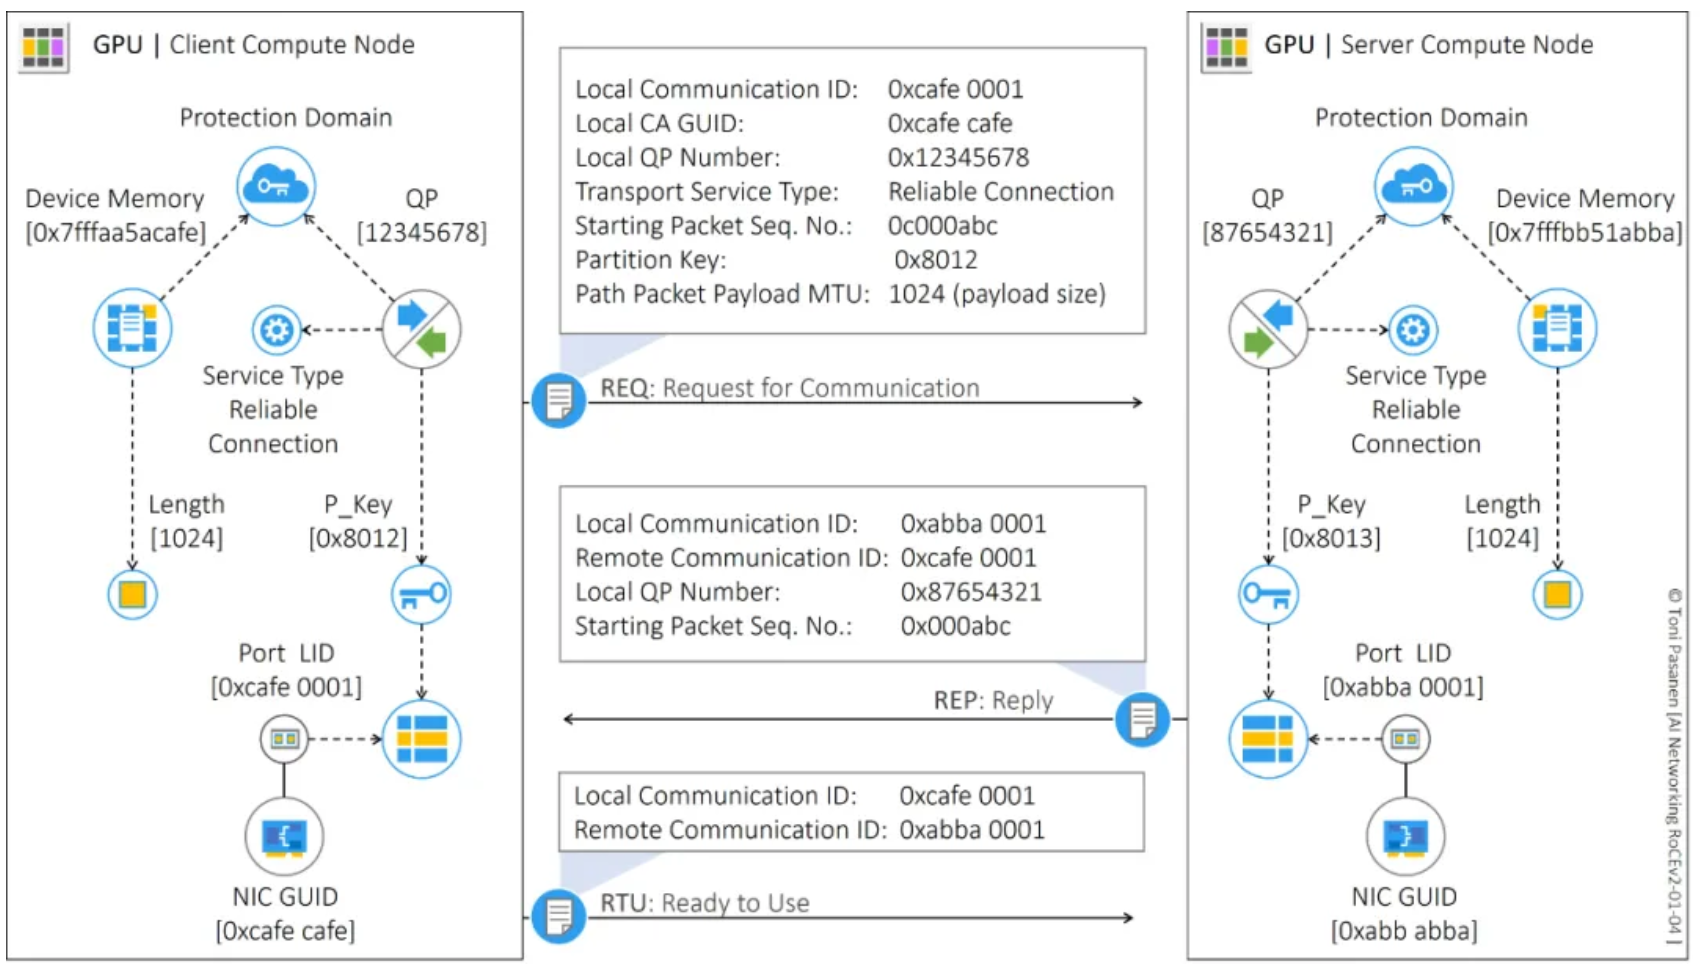 GPU | Client Compute Node
Protection Domain
Device Memory
[0x7fffaa5acafe]
QP
[12345678]
Service Type
Reliable
Connection
Length
[1024]
P_Key
[0x8012]
Port LID
[0xcafe 0001]
NIC GUID
[0xcafe cafe]
Local Communication ID: 0xcafe 0001
Local CA GUID: 0xcafe cafe
Local QP Number: 0x12345678
Transport Service Type: Reliable Connection
Starting Packet Seq. No.: 0c000abc
Partition Key: 0x8012
Path Packet Payload MTU: 1024 (payload size)
REQ: Request for Communication
Local Communication ID: 0xabba 0001
Remote Communication ID: 0xcafe 0001
Local QP Number: 0x87654321
Starting Packet Seq. No.: 0x000abc
REP: Reply
Local Communication ID: 0xcafe 0001
Remote Communication ID: 0xabba 0001
RTU: Ready to Use
GPU | Server Compute Node
Protection Domain
QP
[87654321]
Device Memory
[0x7fffbb51abba]
Service Type
Reliable
Connection
P_Key
[0x8013]
Length
[1024]
Port LID
[0xabba 0001]
NIC GUID
[0xabb abba]
© Toni Pasanen [AI Networking RoCEv2-01-04 ]